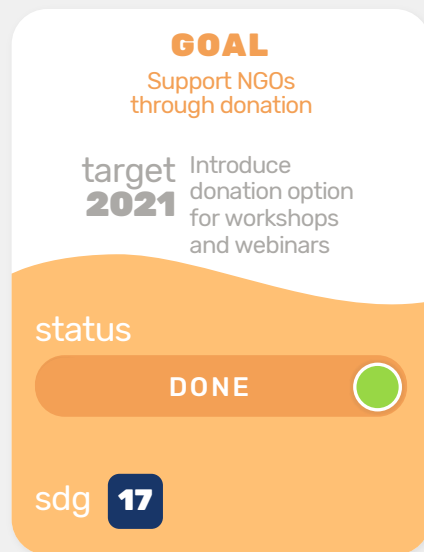 GOAL
Support NGOs
through donation
target
2021
Introduce
donation option
for workshops
and webinars
status
DONE
sdg 17